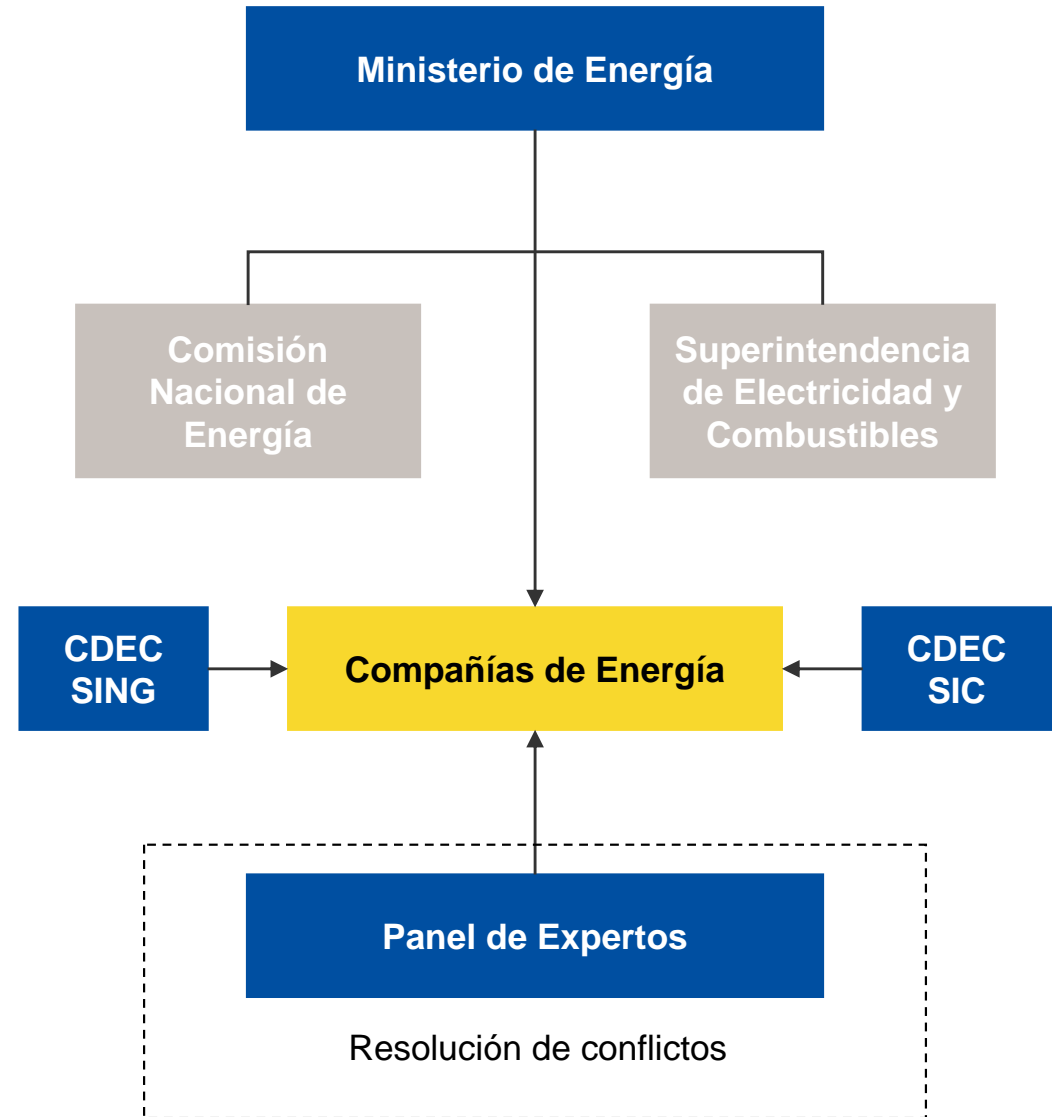 Ministerio de Energía
Comisión
Nacional de
Energía
Superintendencia
de Electricidad y
Combustibles
CDEC
SING
Compañías de Energía
CDEC
SIC
Panel de Expertos
Resolución de conflictos